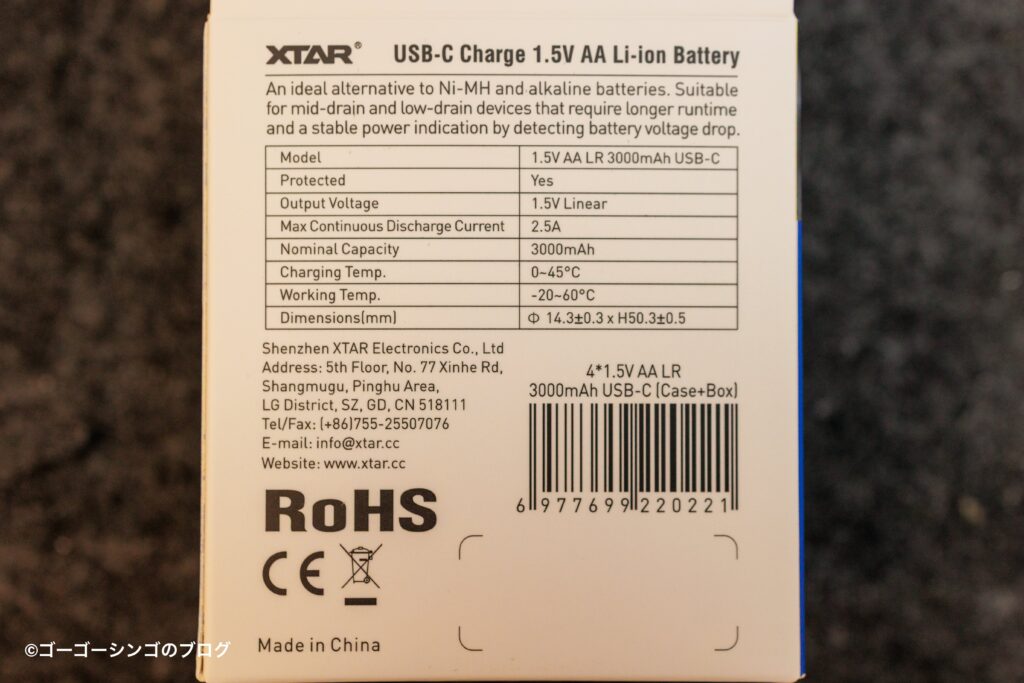 XTAR® USB-C Charge 1.5V AA Li-ion Battery
An ideal alternative to Ni-MH and alkaline batteries. Suitable
for mid-drain and low-drain devices that require longer runtime
and a stable power indication by detecting battery voltage drop.
Model 1.5V AA LR 3000mAh USB-C
Protected Yes
Output Voltage 1.5V Linear
Max Continuous Discharge Current 2.5A
Nominal Capacity 3000mAh
Charging Temp. 0~45°C
Working Temp. -20~60°C
Dimensions(mm) Φ 14.3±0.3 x H50.3±0.5
Shenzhen XTAR Electronics Co., Ltd
Address: 5th Floor, No. 77 Xinhe Rd,
Shangmugu, Pinghu Area,
LG District, SZ, GD, CN 518111
Tel/Fax: (+86)755-25507076
E-mail: info@xtar.cc
Website: www.xtar.cc
4*1.5V AA LR
3000mAh USB-C (Case+Box)
6 977699 220221
RoHS
CE
Made in China
©ゴーゴーシンゴのブログ